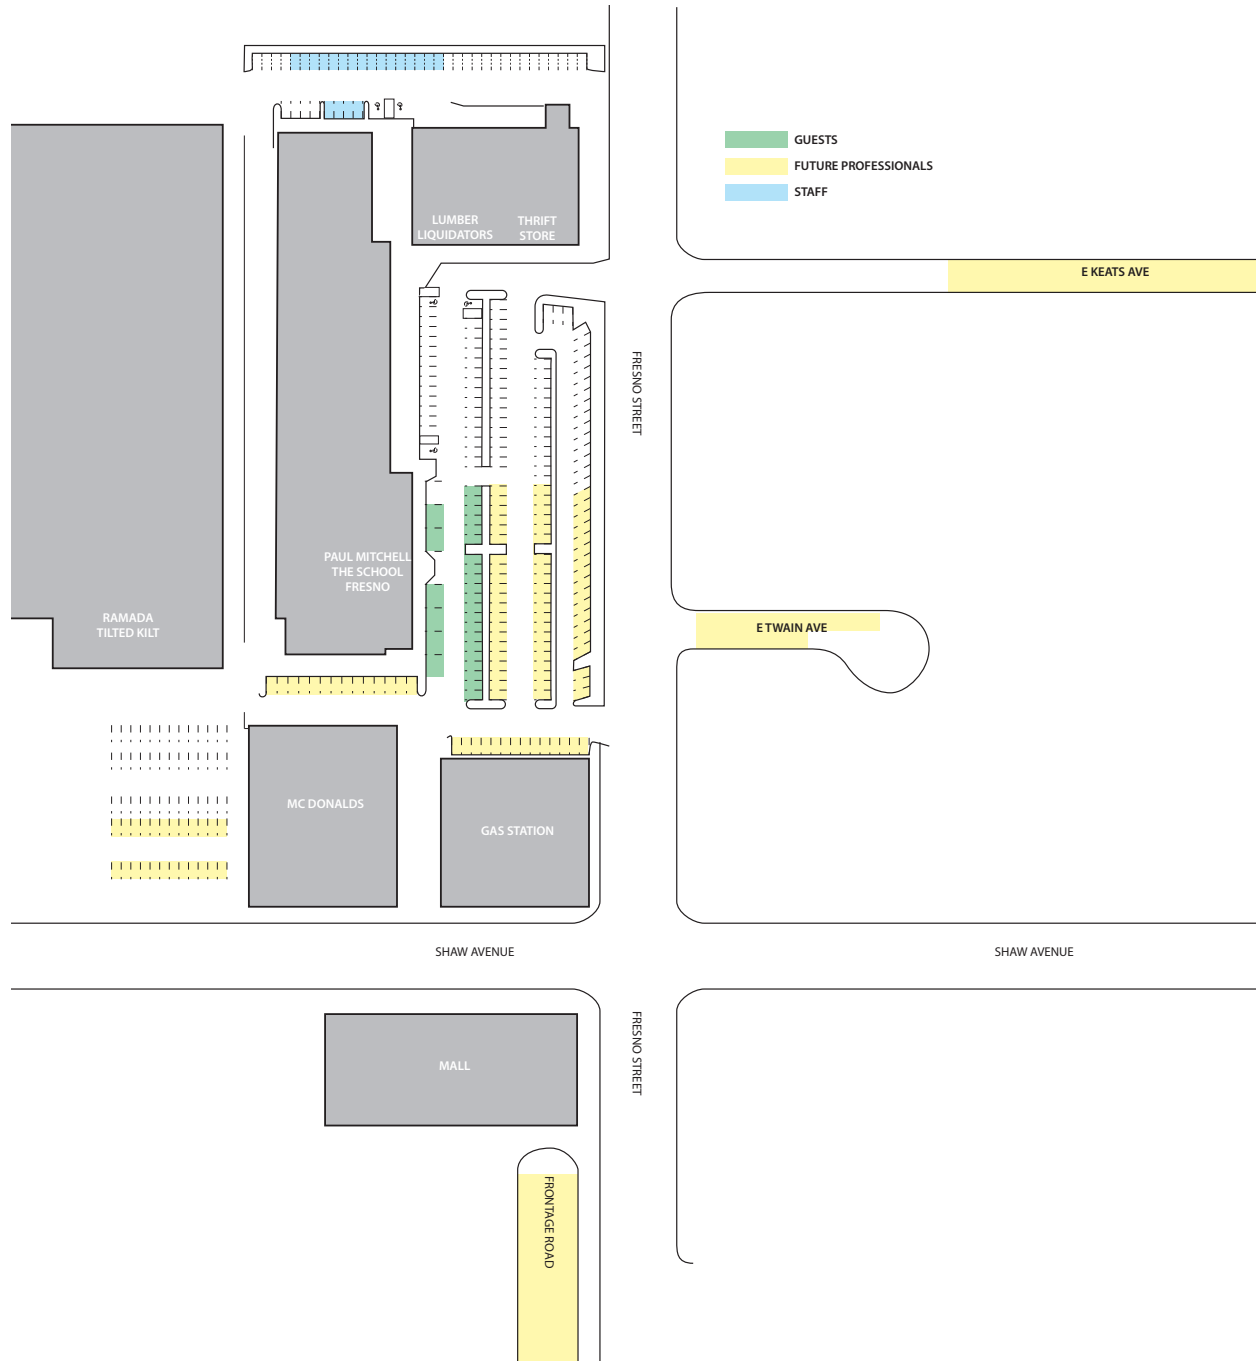 GUESTS
FUTURE PROFESSIONALS
STAFF
LUMBER
LIQUIDATORS
THRIFT
STORE
E KEATS AVE
FRESNO STREET
PAUL MITCHELL
THE SCHOOL
FRESNO
RAMADA
TILTED KILT
E TWAIN AVE
MC DONALDS
GAS STATION
SHAW AVENUE
SHAW AVENUE
FRESNO STREET
MALL
FRONTAGE ROAD